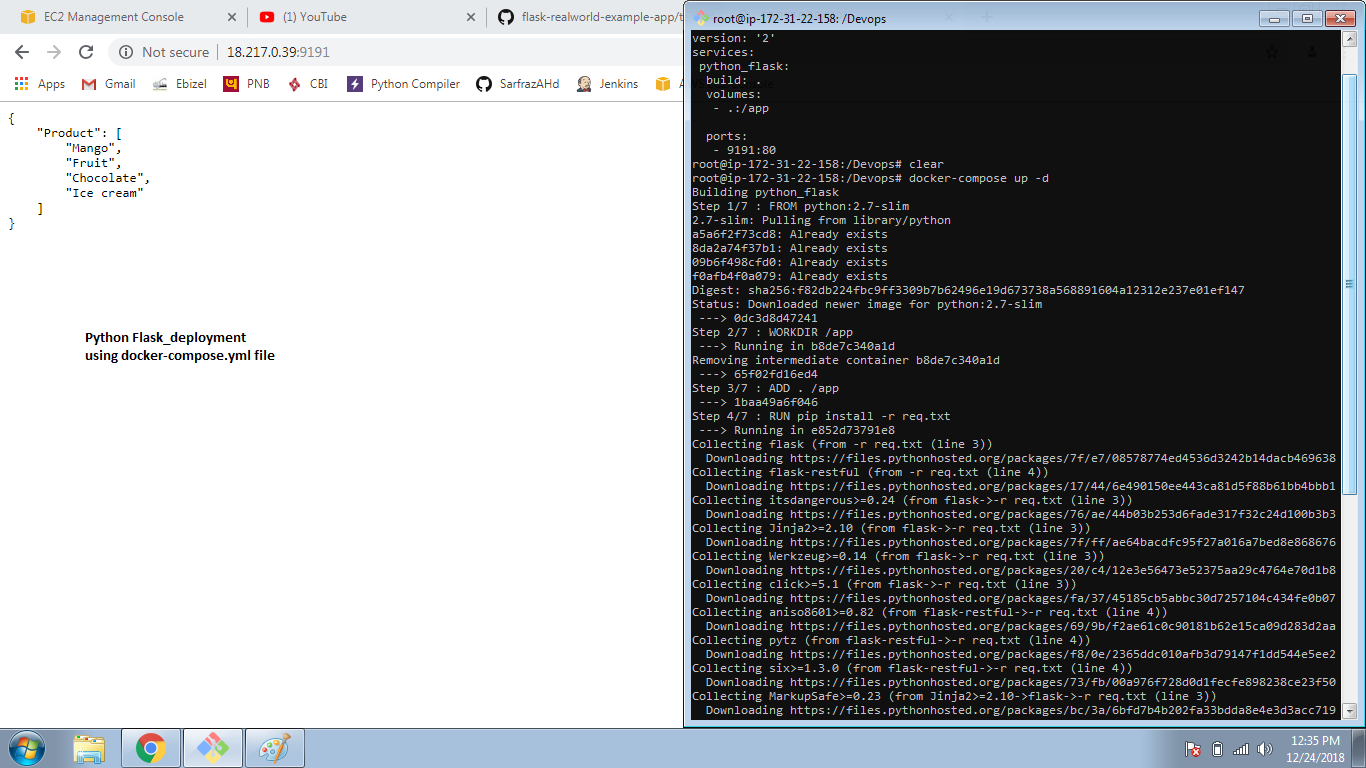 EC2 Management Console
(1) YouTube
flask-realworld-example-app/t
Not secure
18.217.0.39:9191
Apps
Gmail
Ebizel
PNB
CBI
Python Compiler
SarfrazAHd
Jenkins
{
    "Product": [
        "Mango",
        "Fruit",
        "Chocolate",
        "Ice cream"
    ]
}
Python Flask_deployment
using docker-compose.yml file
root@ip-172-31-22-158: /Devops
version: '2'
services:
 python_flask:
  build: .
  volumes:
   - .:/app
  ports:
   - 9191:80
root@ip-172-31-22-158:/Devops# clear
root@ip-172-31-22-158:/Devops# docker-compose up -d
Building python_flask
Step 1/7 : FROM python:2.7-slim
2.7-slim: Pulling from library/python
a5a6f2f73cd8: Already exists
8da2a74f37b1: Already exists
09b6f498cfd0: Already exists
f0afb4f0a079: Already exists
Digest: sha256:f82db224fbc9ff3309b7b62496e19d673738a568891604a12312e237e01ef147
Status: Downloaded newer image for python:2.7-slim
 ---> 0dc3d8d47241
Step 2/7 : WORKDIR /app
 ---> Running in b8de7c340a1d
Removing intermediate container b8de7c340a1d
 ---> 65f02fd16ed4
Step 3/7 : ADD . /app
 ---> 1baa49a6f046
Step 4/7 : RUN pip install -r req.txt
 ---> Running in e852d73791e8
Collecting flask (from -r req.txt (line 3))
  Downloading https://files.pythonhosted.org/packages/7f/e7/08578774ed4536d3242b14dacb469638
Collecting flask-restful (from -r req.txt (line 4))
  Downloading https://files.pythonhosted.org/packages/17/44/6e490150ee443ca81d5f88b61bb4bbb1
Collecting itsdangerous>=0.24 (from flask->-r req.txt (line 3))
  Downloading https://files.pythonhosted.org/packages/76/ae/44b03b253d6fade317f32c24d100b3b3
Collecting Jinja2>=2.10 (from flask->-r req.txt (line 3))
  Downloading https://files.pythonhosted.org/packages/7f/ff/ae64bacdfc95f27a016a7bed8e868676
Collecting Werkzeug>=0.14 (from flask->-r req.txt (line 3))
  Downloading https://files.pythonhosted.org/packages/20/c4/12e3e56473e52375aa29c4764e70d1b8
Collecting click>=5.1 (from flask->-r req.txt (line 3))
  Downloading https://files.pythonhosted.org/packages/fa/37/45185cb5abbc30d7257104c434fe0b07
Collecting aniso8601>=0.82 (from flask-restful->-r req.txt (line 4))
  Downloading https://files.pythonhosted.org/packages/69/9b/f2ae61c0c90181b62e15ca09d283d2aa
Collecting pytz (from flask-restful->-r req.txt (line 4))
  Downloading https://files.pythonhosted.org/packages/f8/0e/2365ddc010afb3d79147f1dd544e5ee2
Collecting six>=1.3.0 (from flask-restful->-r req.txt (line 4))
  Downloading https://files.pythonhosted.org/packages/73/fb/00a976f728d0d1fecfe898238ce23f50
Collecting MarkupSafe>=0.23 (from Jinja2>=2.10->flask->-r req.txt (line 3))
  Downloading https://files.pythonhosted.org/packages/bc/3a/6bfd7b4b202fa33bdda8e4e3d3acc719
12:35 PM
12/24/2018